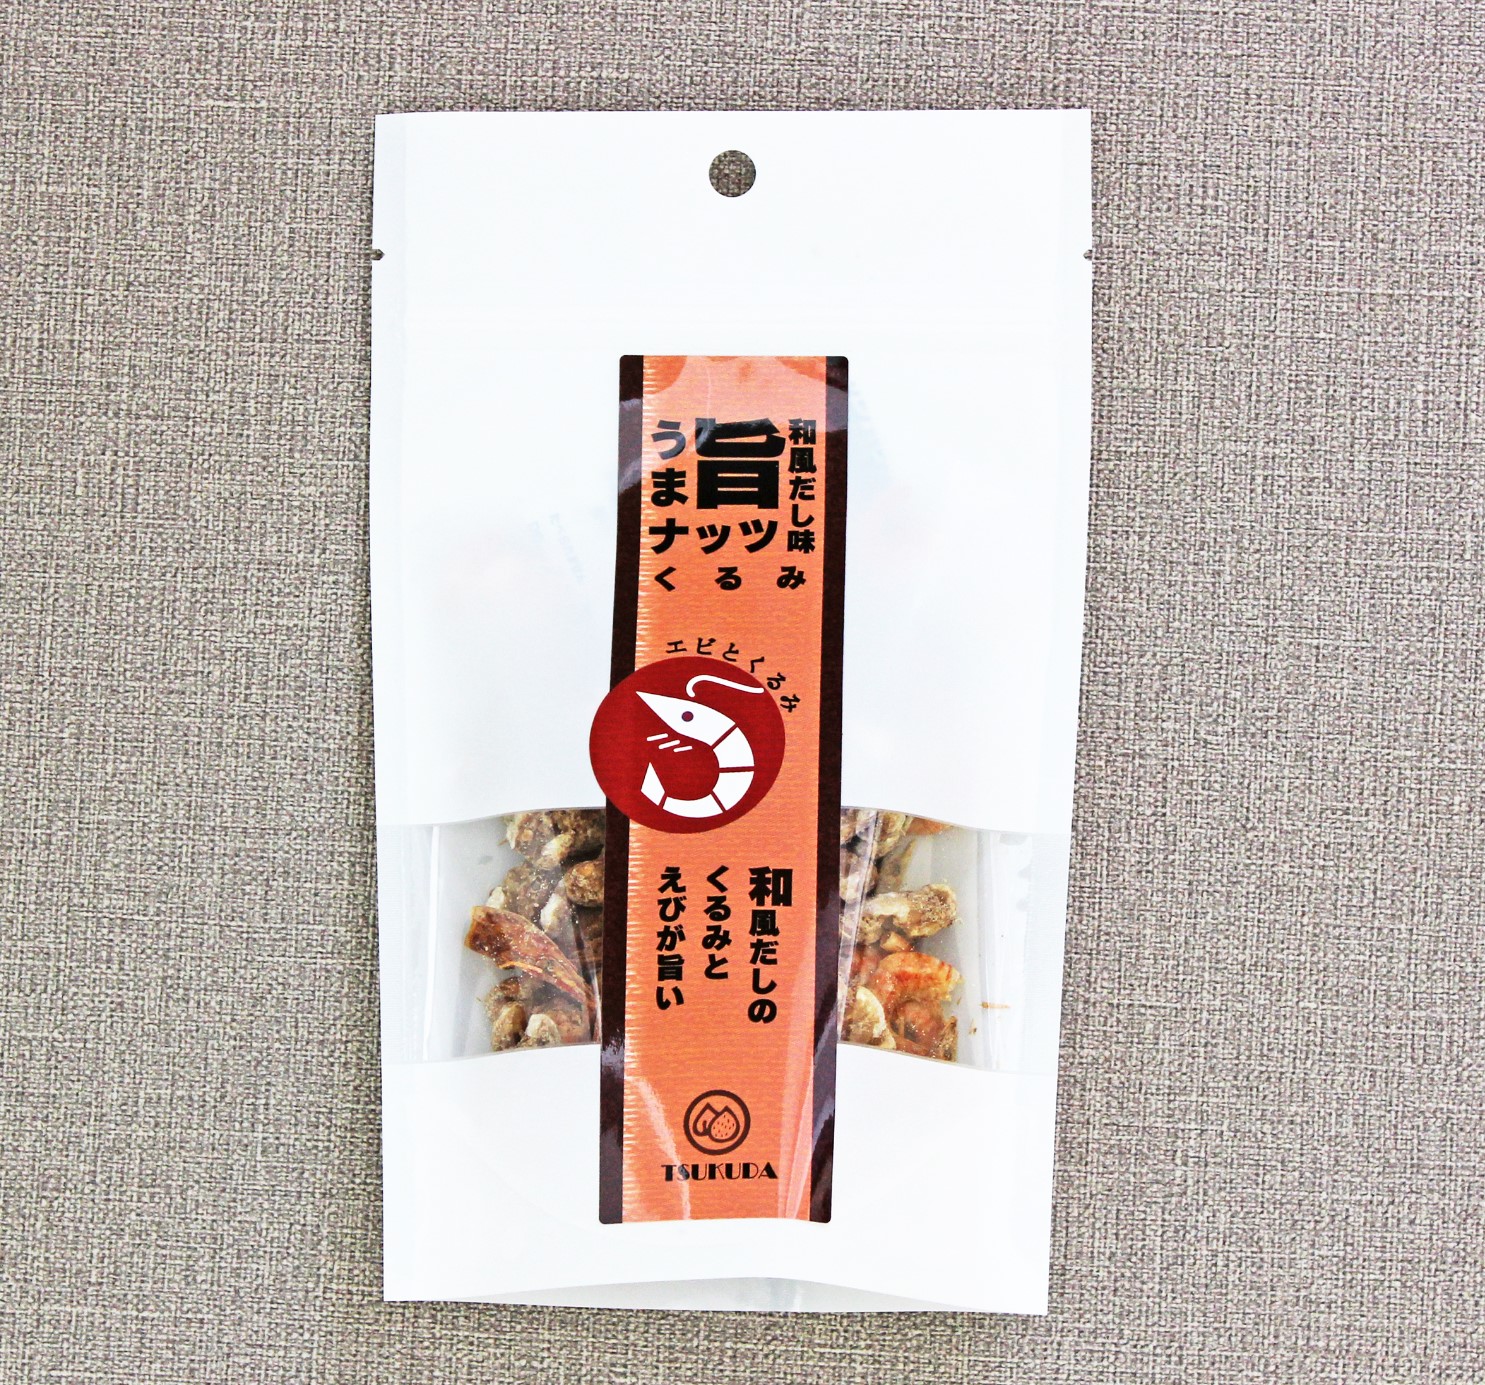 和風だし味
旨
うま
ナッツ
くるみ
エビとくるみ
和風だしの
くるみと
えびが旨い
TSUKUDA